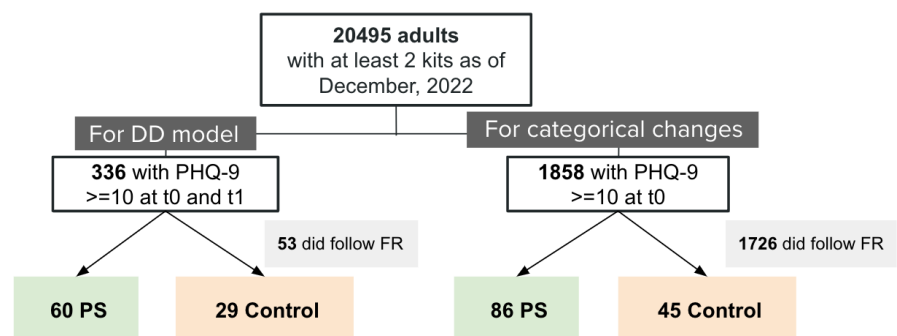 20495 adults
with at least 2 kits as of
December, 2022
For DD model
For categorical changes
336 with PHQ-9
>=10 at t0 and t1
1858 with PHQ-9
>=10 at t0
53 did follow FR
1726 did follow FR
60 PS
29 Control
86 PS
45 Control